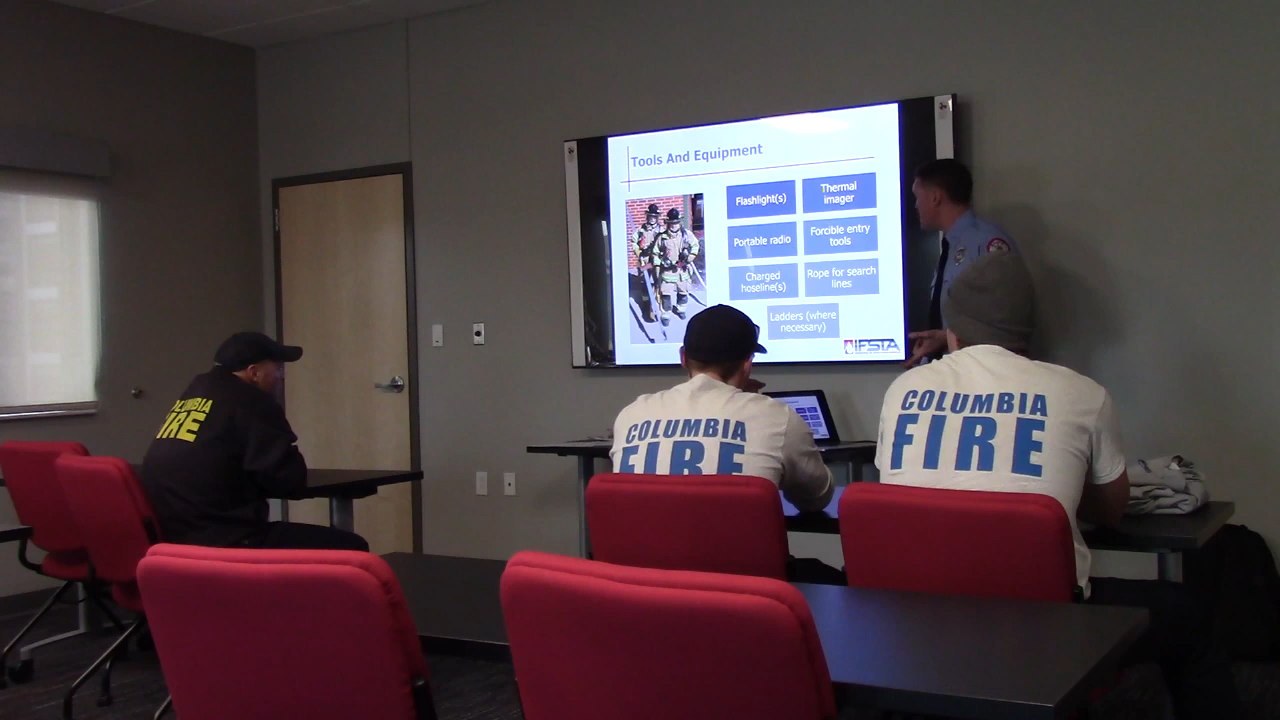 Tools And Equipment
Flashlight(s)
Thermal
imager
Portable radio
Forcible entry
tools
Charged
hoseline(s)
Rope for search
lines
Ladders (where
necessary)
IFSTA
COLUMBIA
FIRE
COLUMBIA
FIRE
COLUMBIA
FIRE